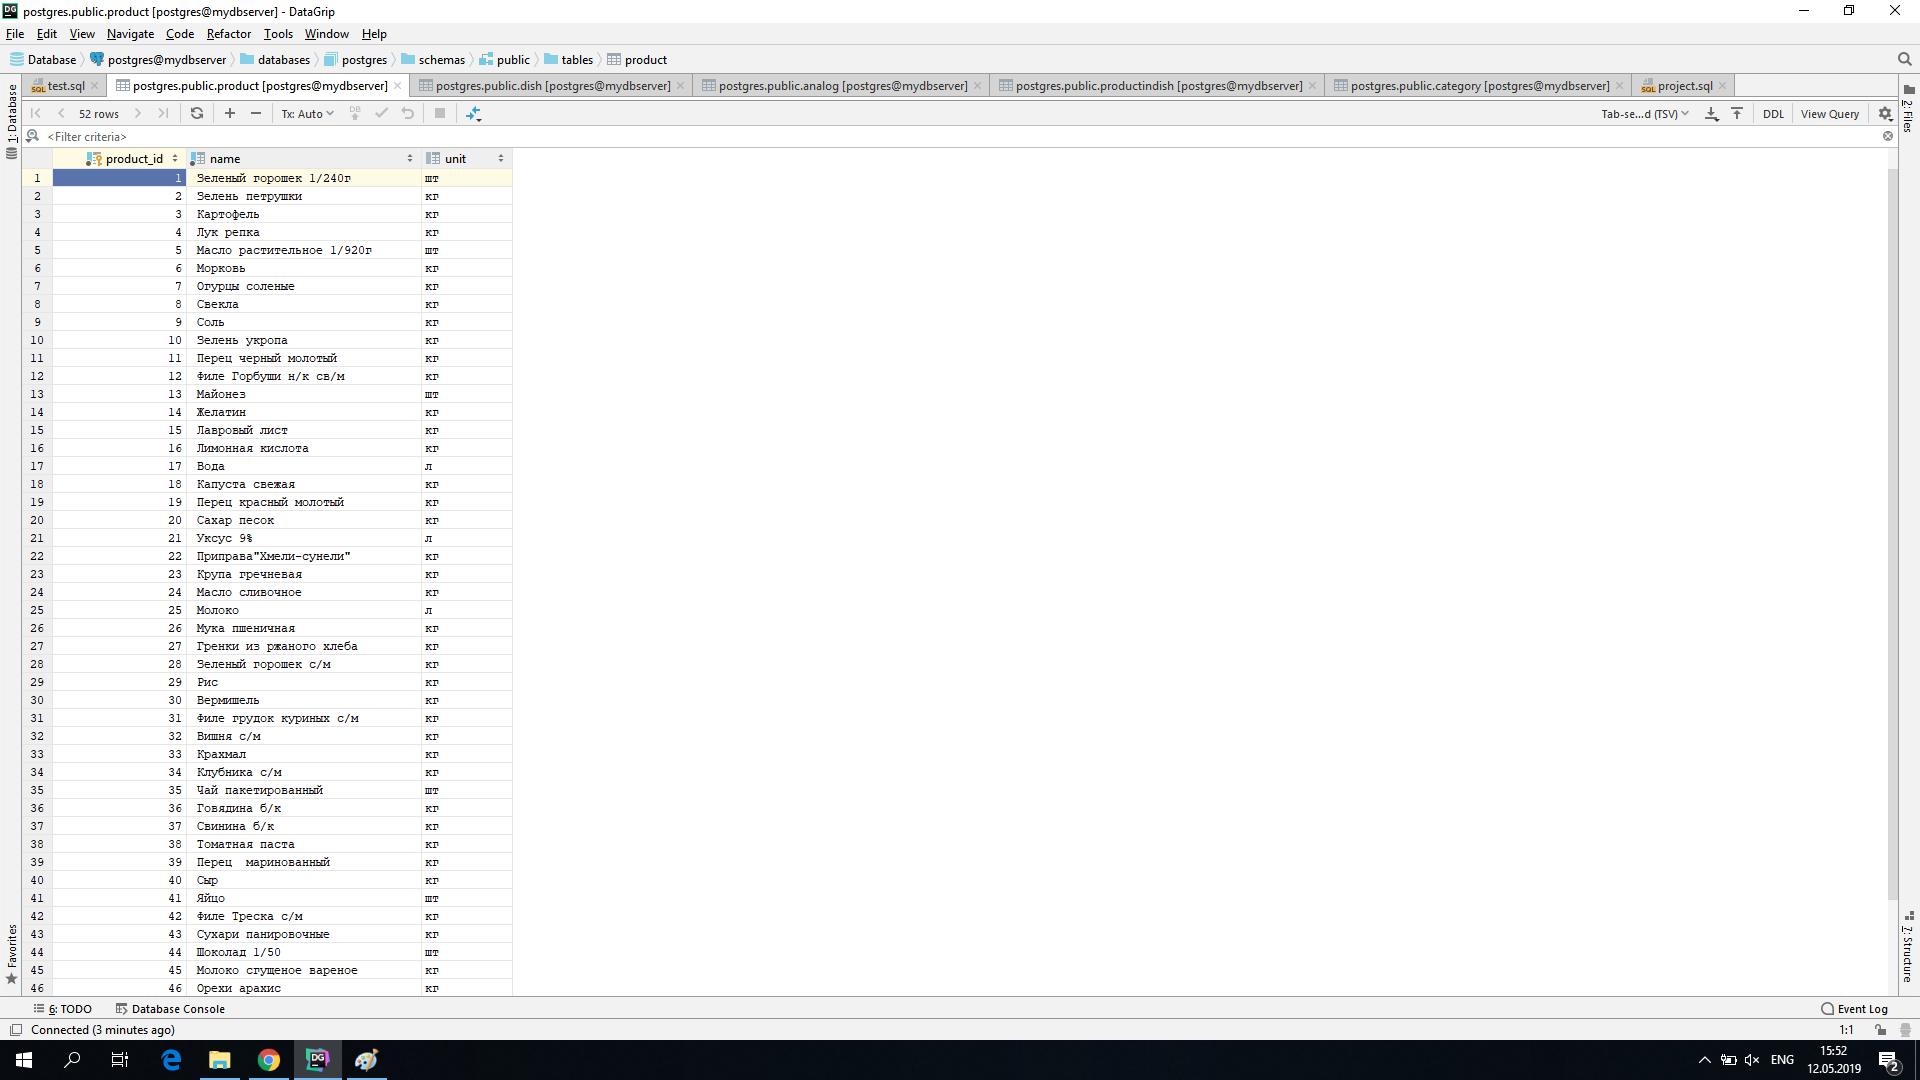 postgres.public.product [postgres@mydbserver] - DataGrip
File Edit View Navigate Code Refactor Tools Window Help
Database postgres@mydbserver databases postgres schemas public tables product
test.sql postgres.public.product [postgres@mydbserver] postgres.public.dish [postgres@mydbserver] postgres.public.analog [postgres@mydbserver] postgres.public.productindish [postgres@mydbserver] postgres.public.category [postgres@mydbserver] project.sql
52 rows Tx: Auto DB Tab-se...d (TSV) DDL View Query
<Filter criteria>
product_id name unit
1 1 Зеленый горошек 1/240г шт
2 2 Зелень петрушки кг
3 3 Картофель кг
4 4 Лук репка кг
5 5 Масло растительное 1/920г шт
6 6 Морковь кг
7 7 Огурцы соленые кг
8 8 Свекла кг
9 9 Соль кг
10 10 Зелень укропа кг
11 11 Перец черный молотый кг
12 12 Филе Горбуши н/к св/м кг
13 13 Майонез шт
14 14 Желатин кг
15 15 Лавровый лист кг
16 16 Лимонная кислота кг
17 17 Вода л
18 18 Капуста свежая кг
19 19 Перец красный молотый кг
20 20 Сахар песок кг
21 21 Уксус 9% л
22 22 Приправа"Хмели-сунели" кг
23 23 Крупа гречневая кг
24 24 Масло сливочное кг
25 25 Молоко л
26 26 Мука пшеничная кг
27 27 Гренки из ржаного хлеба кг
28 28 Зеленый горошек с/м кг
29 29 Рис кг
30 30 Вермишель кг
31 31 Филе грудок куриных с/м кг
32 32 Вишня с/м кг
33 33 Крахмал кг
34 34 Клубника с/м кг
35 35 Чай пакетированный шт
36 36 Говядина б/к кг
37 37 Свинина б/к кг
38 38 Томатная паста кг
39 39 Перец  маринованный кг
40 40 Сыр кг
41 41 Яйцо шт
42 42 Филе Треска с/м кг
43 43 Сухари панировочные кг
44 44 Шоколад 1/50 шт
45 45 Молоко сгущеное вареное кг
46 46 Орехи арахис кг
1: Database
Favorites
2: Files
7: Structure
6: TODO Database Console Event Log
Connected (3 minutes ago) 1:1
ENG 15:52
12.05.2019
2